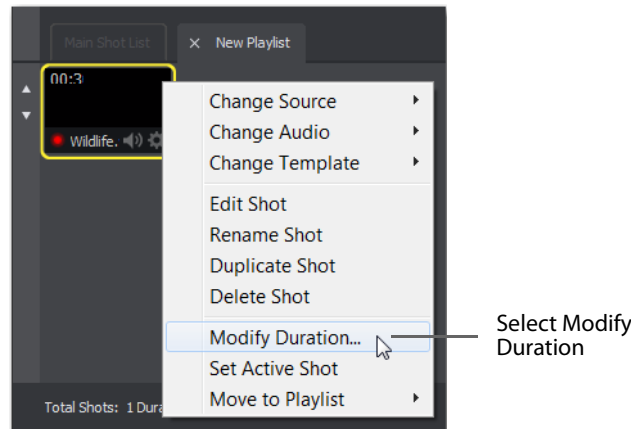 Main Shot List
× New Playlist
00:3
Wildlife.
Change Source
Change Audio
Change Template
Edit Shot
Rename Shot
Duplicate Shot
Delete Shot
Modify Duration...
Set Active Shot
Move to Playlist
Select Modify
Duration
Total Shots: 1 Dura